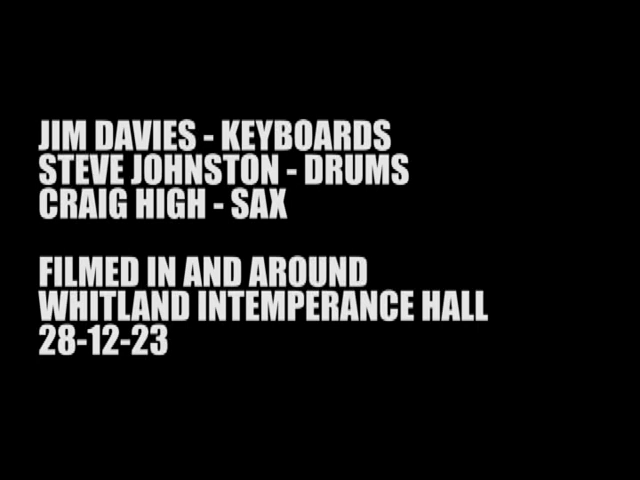 JIM DAVIES - KEYBOARDS
STEVE JOHNSTON - DRUMS
CRAIG HIGH - SAX
FILMED IN AND AROUND
WHITLAND INTEMPERANCE HALL
28-12-23